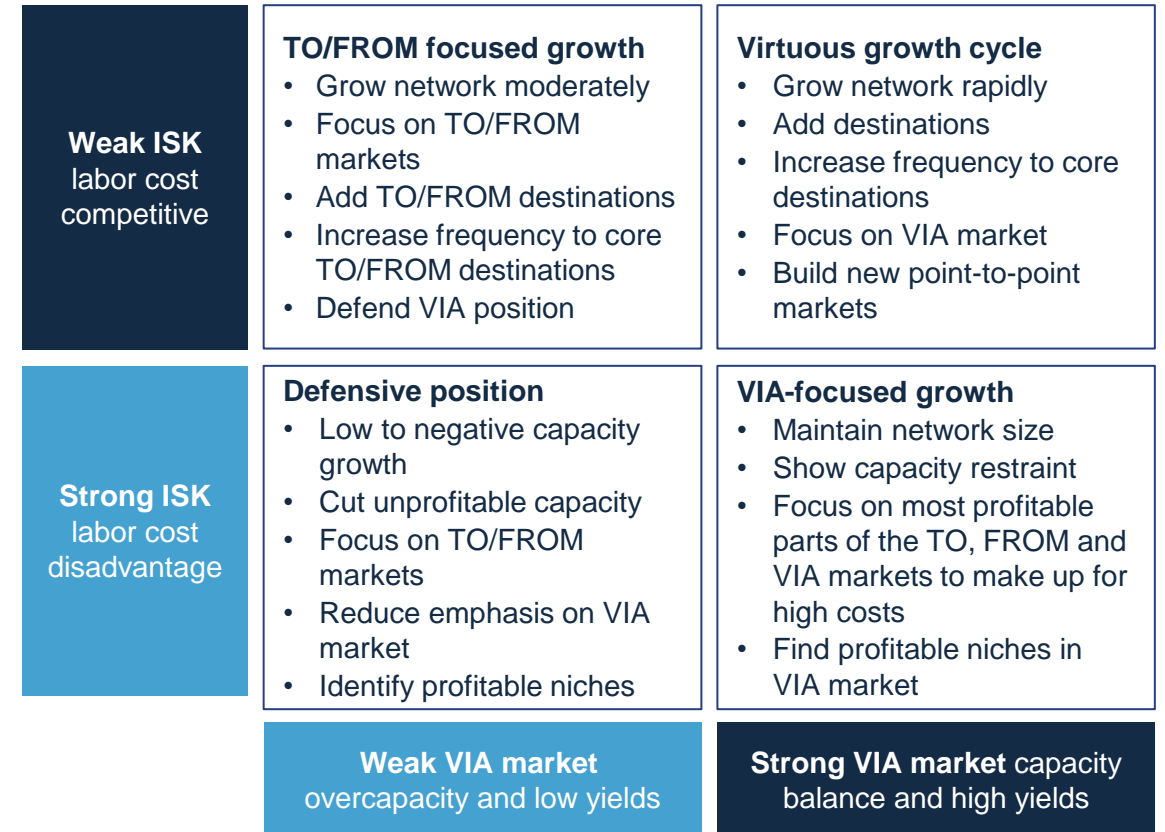 Weak ISK
labor cost
competitive
TO/FROM focused growth
• Grow network moderately
• Focus on TO/FROM
markets
• Add TO/FROM destinations
• Increase frequency to core
TO/FROM destinations
• Defend VIA position
Virtuous growth cycle
• Grow network rapidly
• Add destinations
• Increase frequency to core
destinations
• Focus on VIA market
• Build new point-to-point
markets
Strong ISK
labor cost
disadvantage
Defensive position
• Low to negative capacity
growth
• Cut unprofitable capacity
• Focus on TO/FROM
markets
• Reduce emphasis on VIA
market
• Identify profitable niches
VIA-focused growth
• Maintain network size
• Show capacity restraint
• Focus on most profitable
parts of the TO, FROM and
VIA markets to make up for
high costs
• Find profitable niches in
VIA market
Weak VIA market
overcapacity and low yields
Strong VIA market capacity
balance and high yields